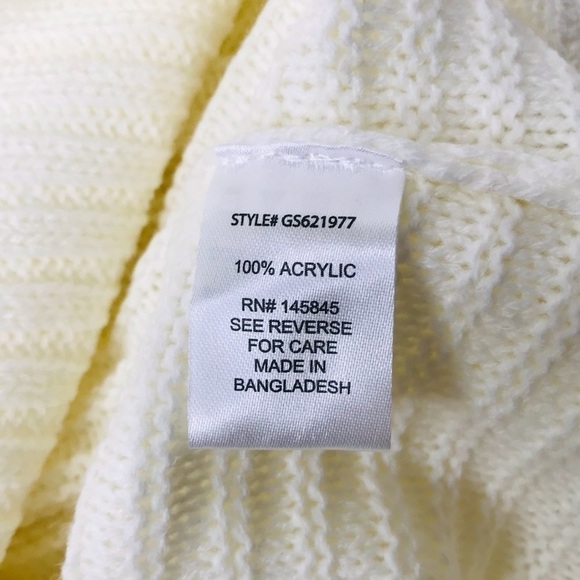 STYLE# GS621977
100% ACRYLIC
RN# 145845
SEE REVERSE
FOR CARE
MADE IN
BANGLADESH